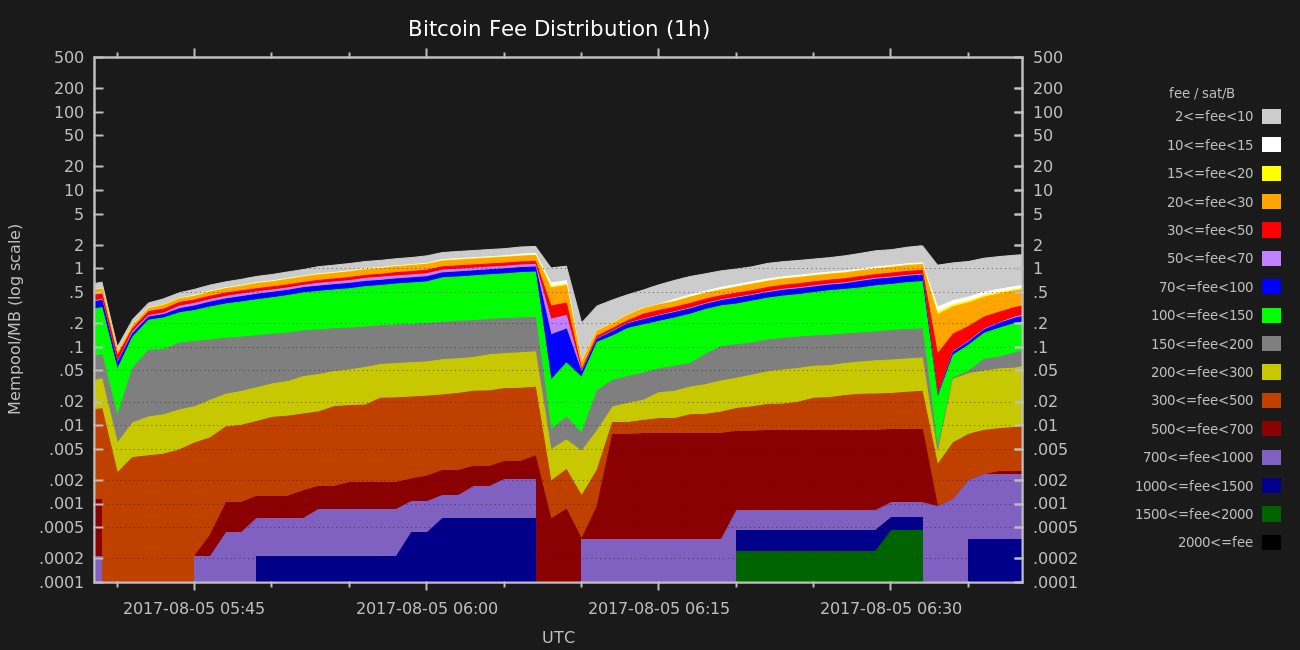 Bitcoin Fee Distribution (1h)
Mempool/MB (log scale)
500
200
100
50
20
10
5
2
1
.5
.2
.1
.05
.02
.01
.005
.002
.001
.0005
.0002
.0001
500
200
100
50
20
10
5
2
1
.5
.2
.1
.05
.02
.01
.005
.002
.001
.0005
.0002
.0001
2017-08-05 05:45
2017-08-05 06:00
2017-08-05 06:15
2017-08-05 06:30
UTC
fee / sat/B
2<=fee<10
10<=fee<15
15<=fee<20
20<=fee<30
30<=fee<50
50<=fee<70
70<=fee<100
100<=fee<150
150<=fee<200
200<=fee<300
300<=fee<500
500<=fee<700
700<=fee<1000
1000<=fee<1500
1500<=fee<2000
2000<=fee